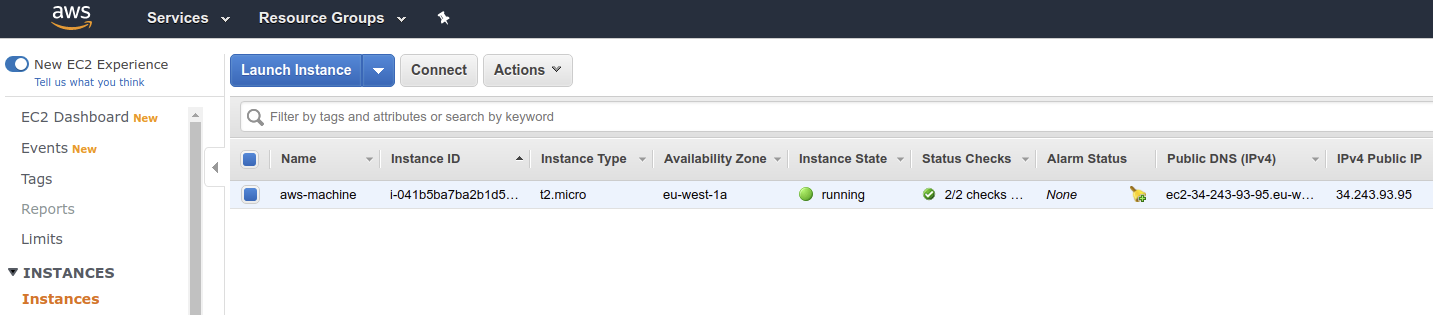 aws
Services
Resource Groups
New EC2 Experience
Tell us what you think
Launch Instance
Connect
Actions
EC2 Dashboard New
Events New
Tags
Reports
Limits
INSTANCES
Instances
Filter by tags and attributes or search by keyword
Name Instance ID Instance Type Availability Zone Instance State Status Checks Alarm Status Public DNS (IPv4) IPv4 Public IP
aws-machine i-041b5ba7ba2b1d5... t2.micro eu-west-1a running 2/2 checks ... None ec2-34-243-93-95.eu-w... 34.243.93.95